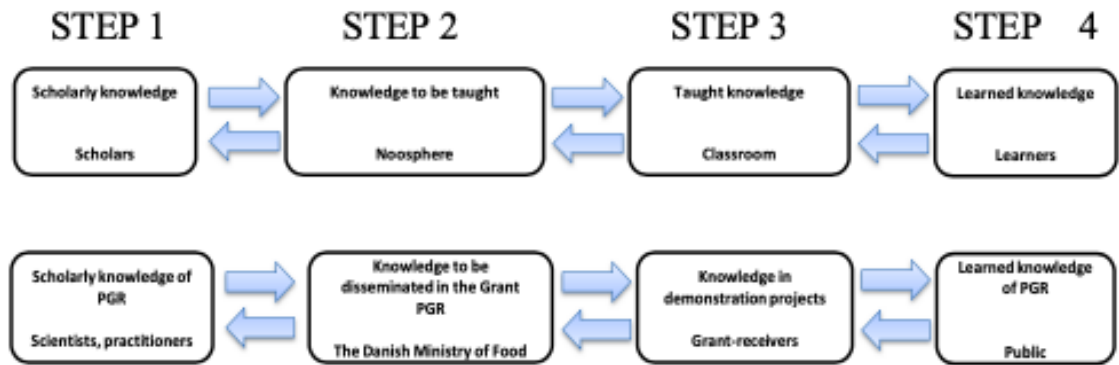 STEP 1
STEP 2
STEP 3
STEP 4
Scholarly knowledge
Scholars
Knowledge to be taught
Noosphere
Taught knowledge
Classroom
Learned knowledge
Learners
Scholarly knowledge of
PGR
Scientists, practitioners
Knowledge to be
disseminated in the Grant
PGR
The Danish Ministry of Food
Knowledge in
demonstration projects
Grant-receivers
Learned knowledge
of PGR
Public